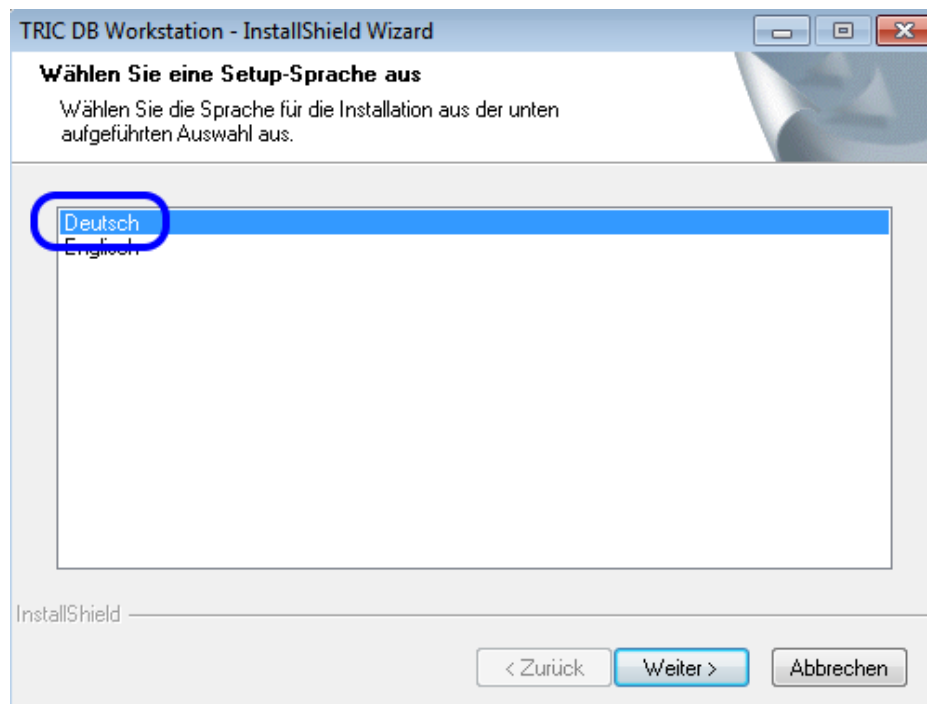 TRIC DB Workstation - InstallShield Wizard
Wählen Sie eine Setup-Sprache aus
Wählen Sie die Sprache für die Installation aus der unten
aufgeführten Auswahl aus.
Deutsch
Englisch
InstallShield
< Zurück Weiter > Abbrechen